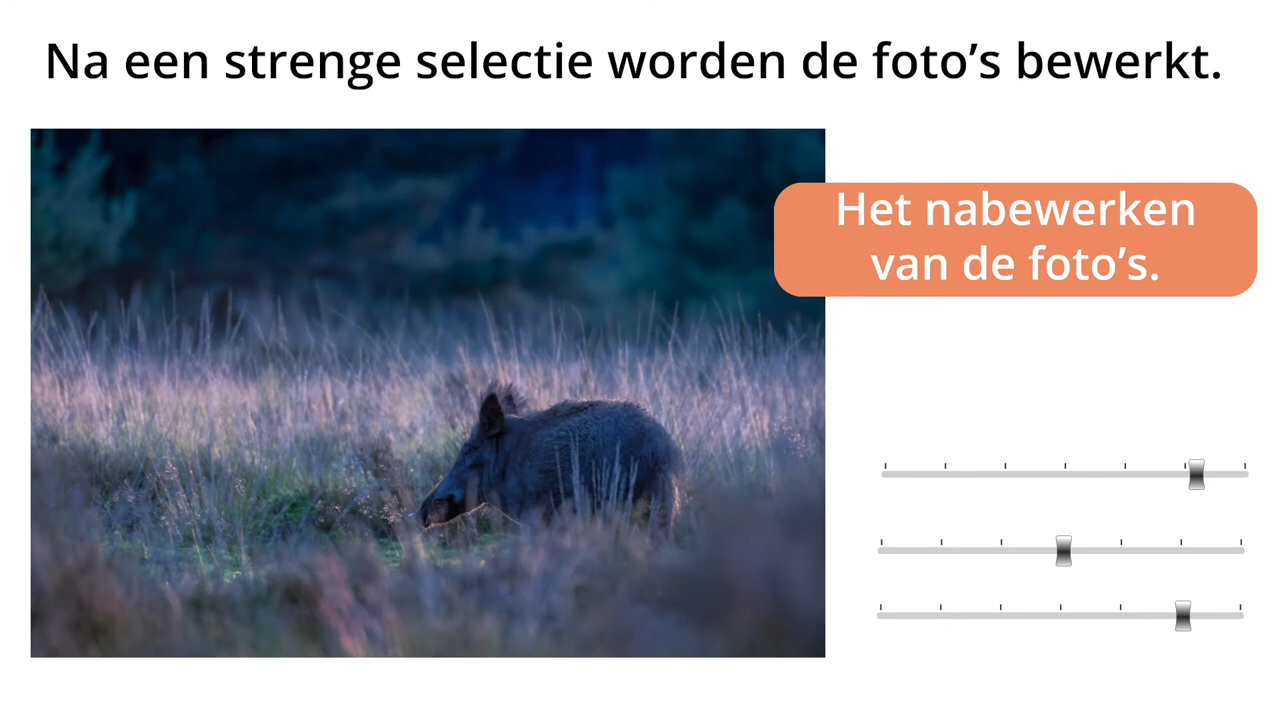 Na een strenge selectie worden de foto’s bewerkt.
Het nabewerken
van de foto’s.